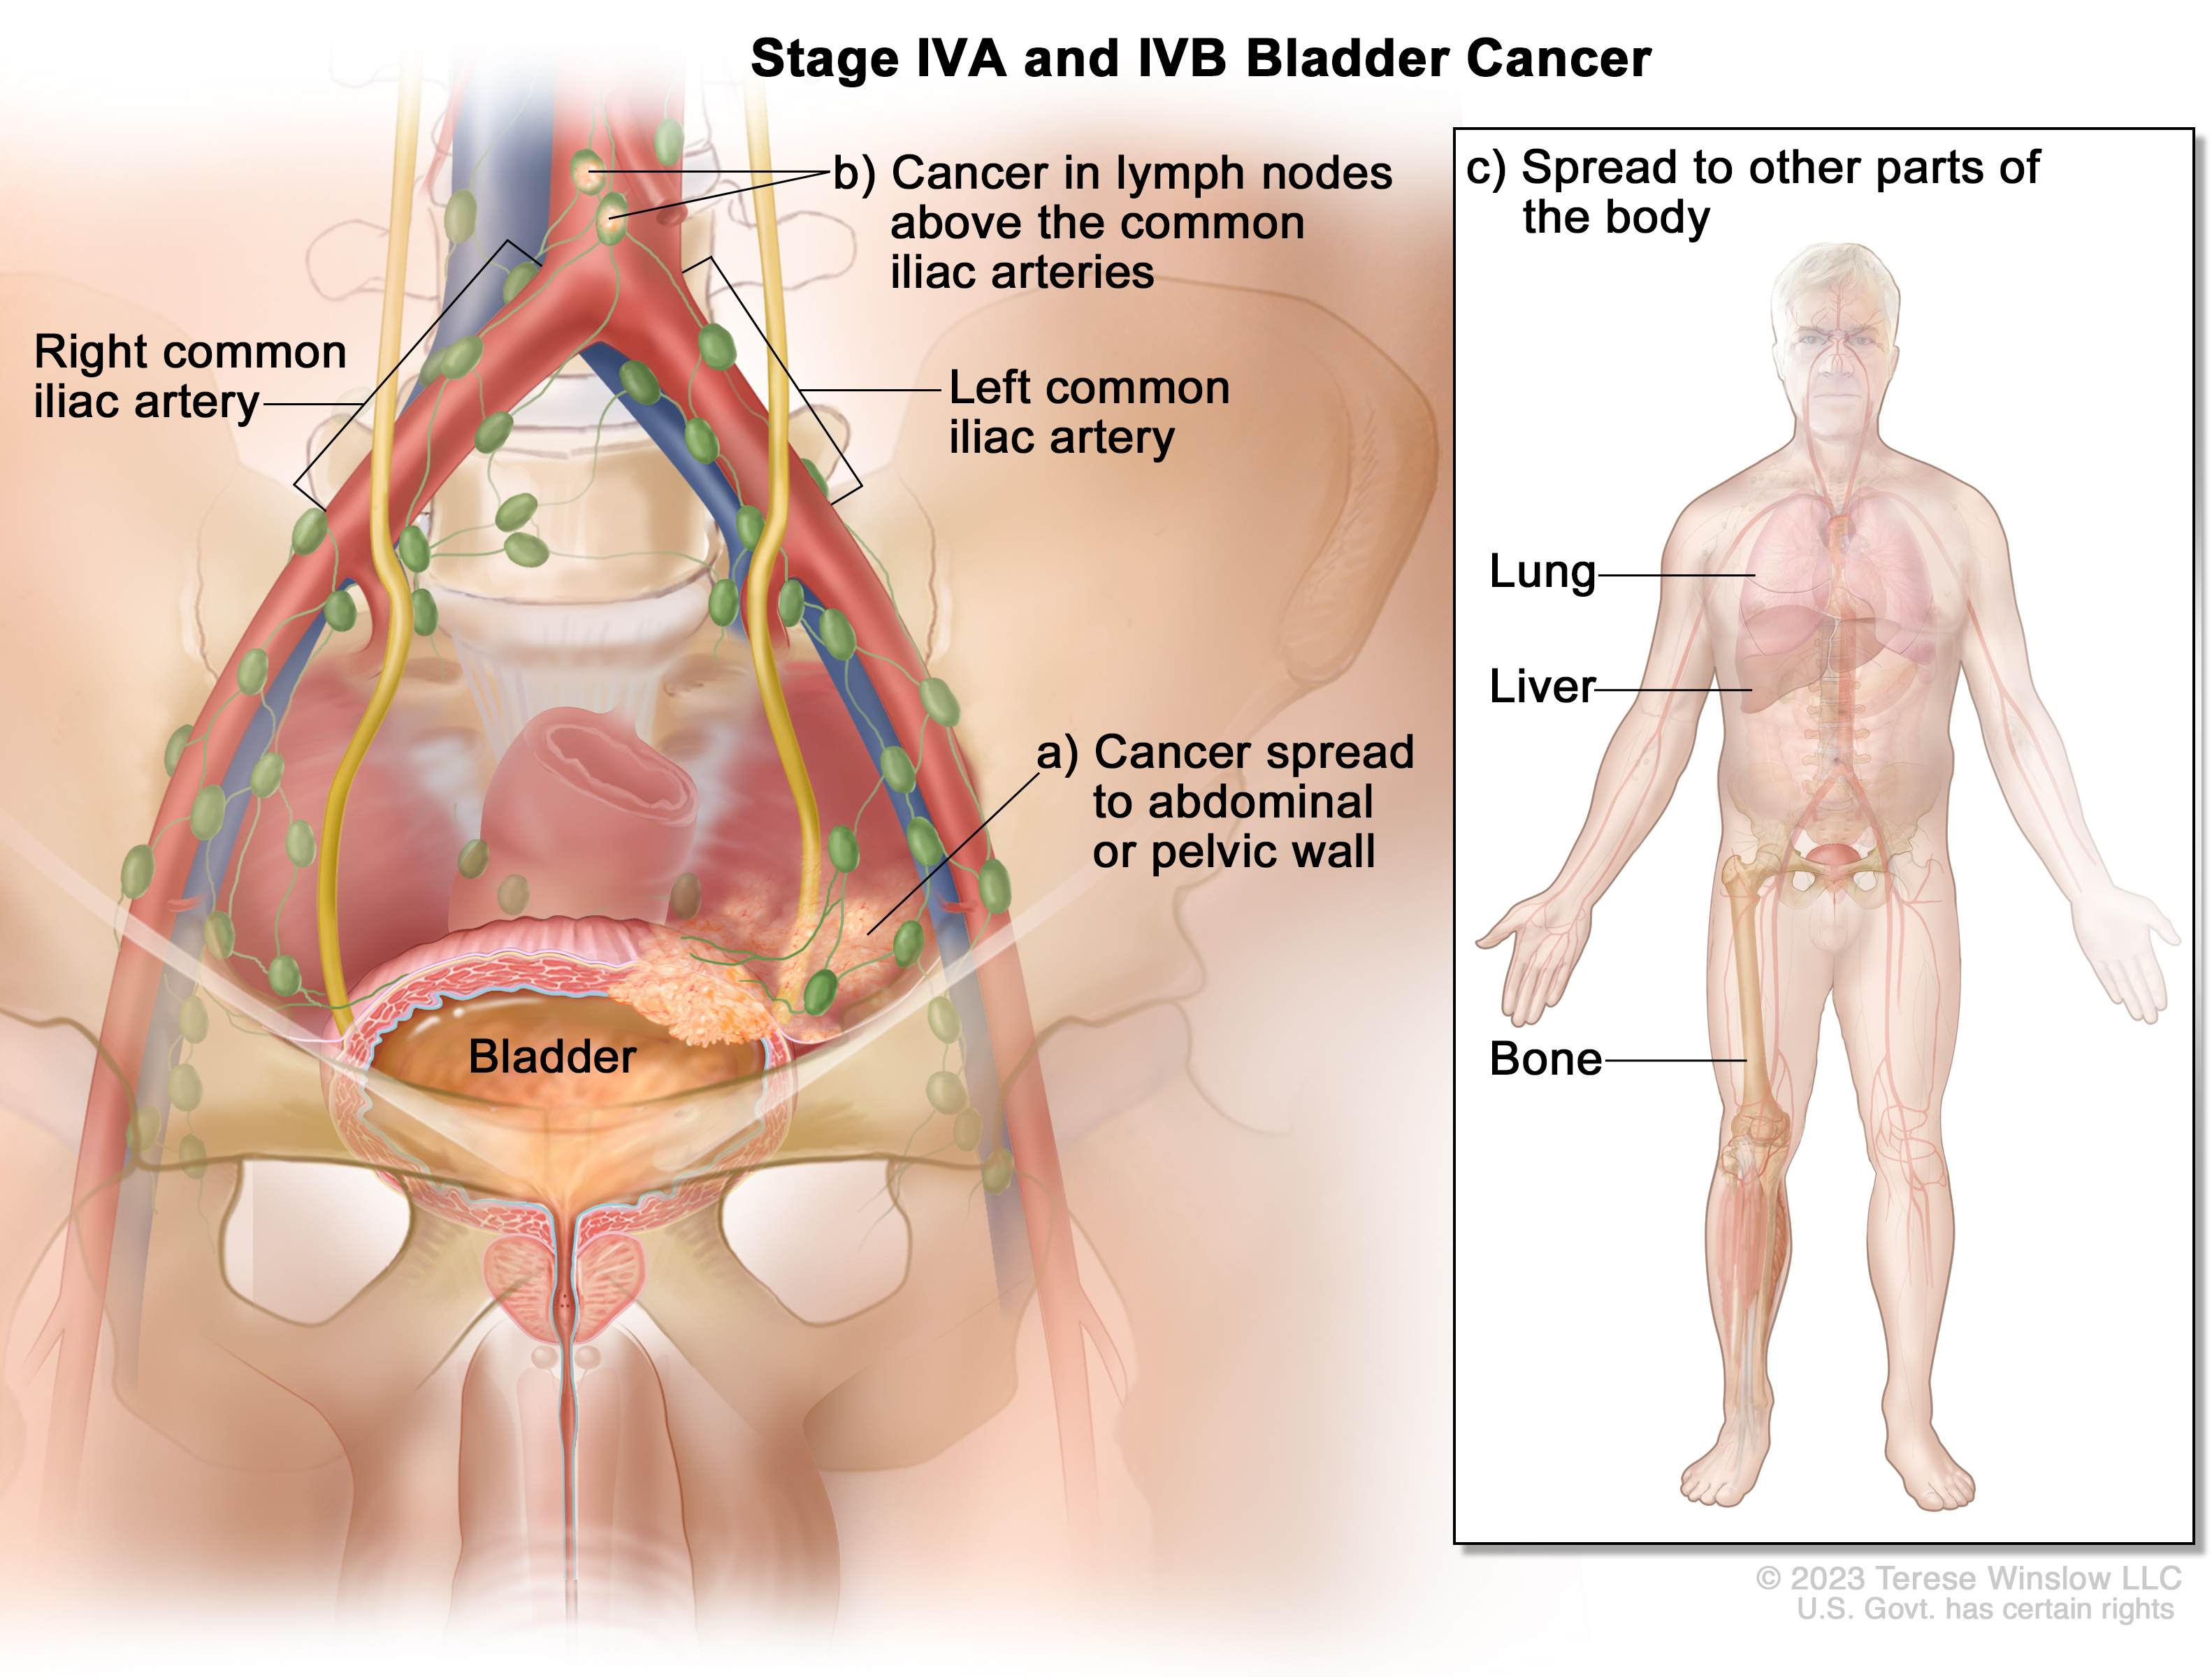 Stage IVA and IVB Bladder Cancer
b) Cancer in lymph nodes
above the common
iliac arteries
Right common
iliac artery
Left common
iliac artery
a) Cancer spread
to abdominal
or pelvic wall
Bladder
c) Spread to other parts of
the body
Lung
Liver
Bone
© 2023 Terese Winslow LLC
U.S. Govt. has certain rights